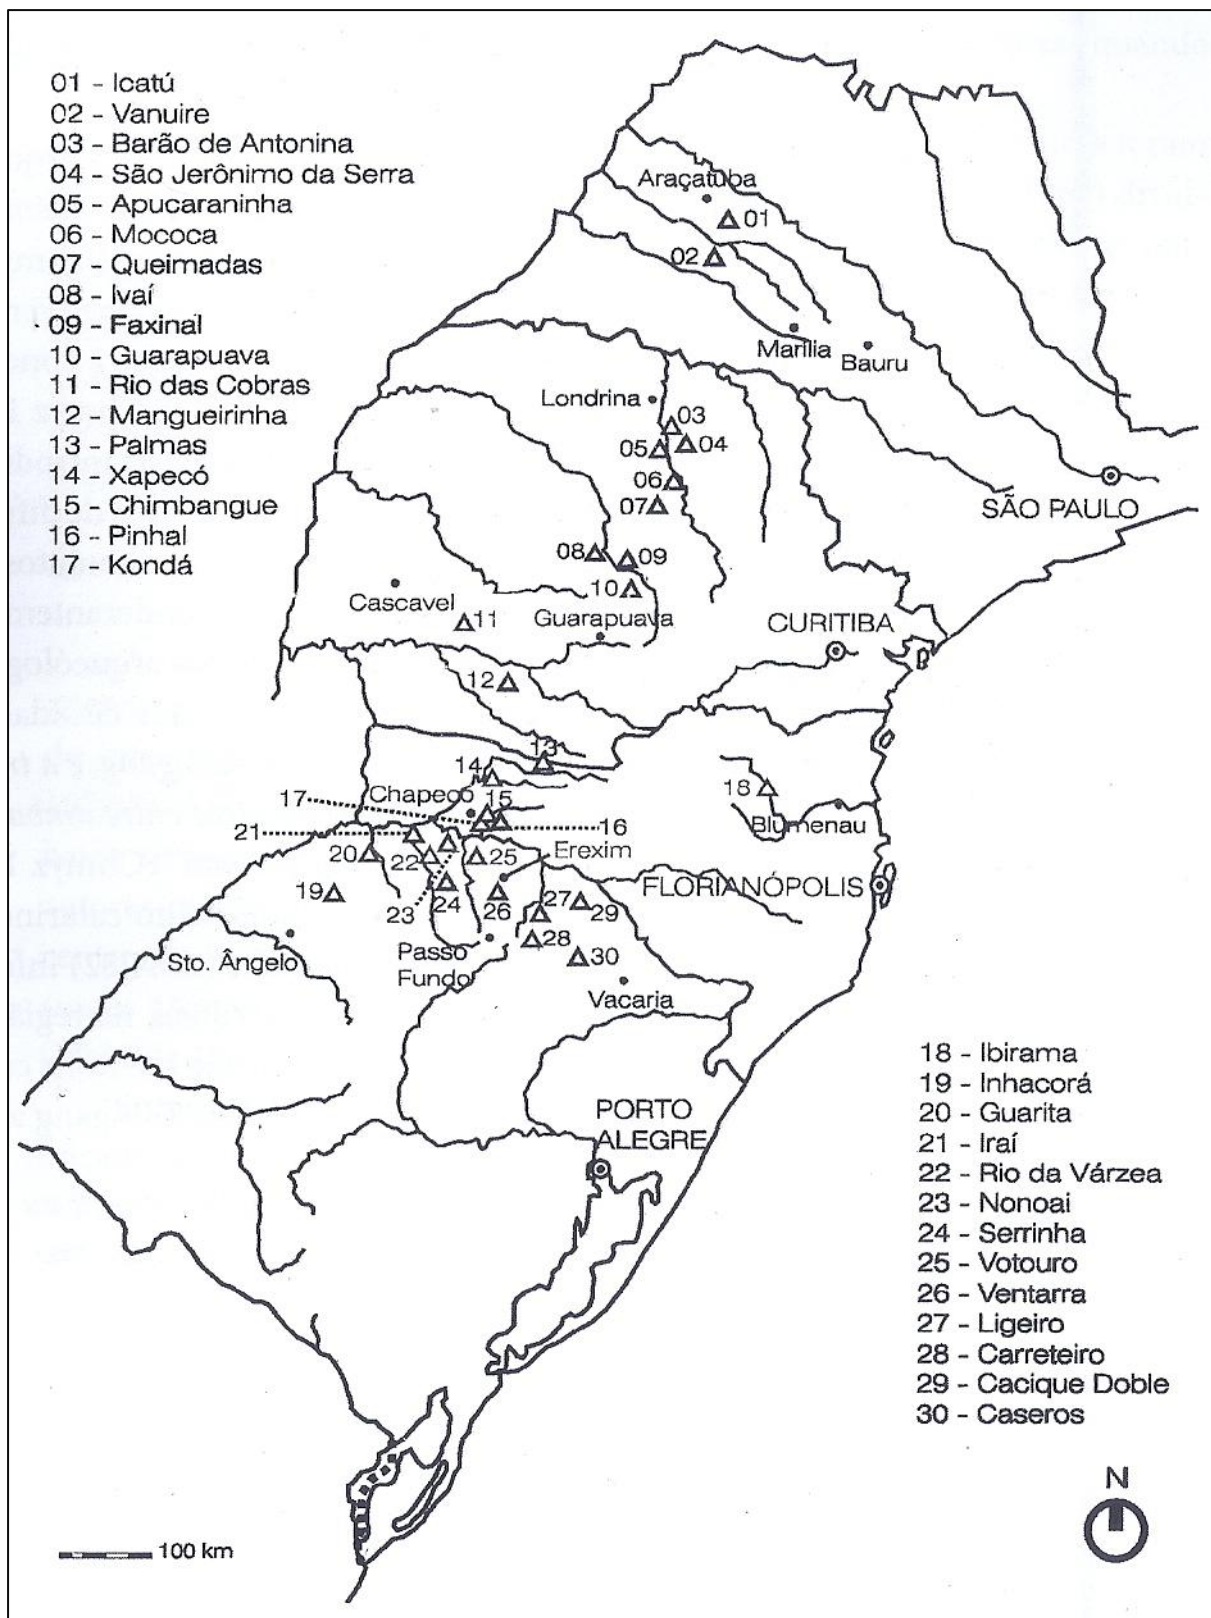 01 - Icatú
02 - Vanuire
03 - Barão de Antonina
04 - São Jerônimo da Serra
05 - Apucaraninha
06 - Mococa
07 - Queimadas
08 - Ivaí
09 - Faxinal
10 - Guarapuava
11 - Rio das Cobras
12 - Mangueirinha
13 - Palmas
14 - Xapecó
15 - Chimbangue
16 - Pinhal
17 - Kondá
Araçatuba
01
02
Marília
Bauru
Londrina
03
05
04
06
07
SÃO PAULO
08
09
10
Cascavel
11
Guarapuava
CURITIBA
12
13
14
18
Chapecó
17
15
Blumenau
21
16
20
22
25
Erexim
19
23
24
26
27
29
FLORIANÓPOLIS
28
30
Sto. Ângelo
Passo
Fundo
Vacaria
PORTO
ALEGRE
18 - Ibirama
19 - Inhacorá
20 - Guarita
21 - Iraí
22 - Rio da Várzea
23 - Nonoai
24 - Serrinha
25 - Votouro
26 - Ventarra
27 - Ligeiro
28 - Carreteiro
29 - Cacique Doble
30 - Caseros
N
100 km